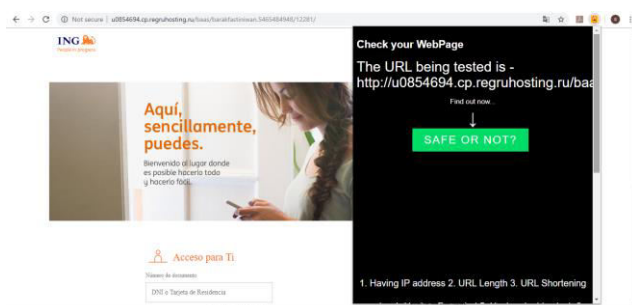 Not secure | u0854694.cp.regruhosting.ru/baas/
ING
Check your WebPage
The URL being tested is -
http://u0854694.cp.regruhosting.ru/baa
Find out now...
SAFE OR NOT?
Aquí,
sencillamente,
puedes.
Bienvenido al lugar donde
es posible hacerlo todo
y hacerlo fácil.
Acceso para Ti
Número de documento
DNI o Tarjeta de Residencia
1. Having IP address 2. URL Length 3. URL Shortening